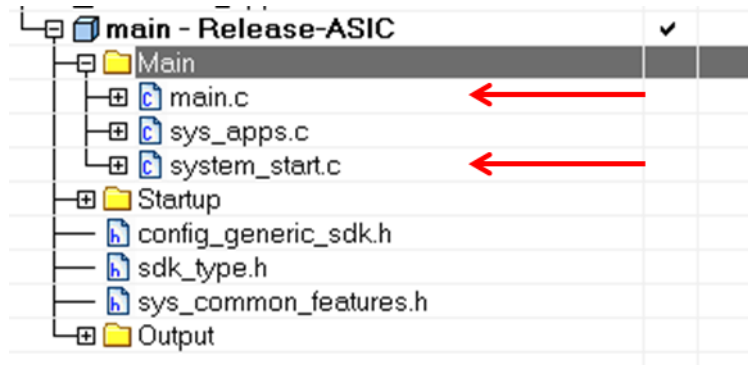 main - Release-ASIC
Main
main.c
sys_apps.c
system_start.c
Startup
config_generic_sdk.h
sdk_type.h
sys_common_features.h
Output